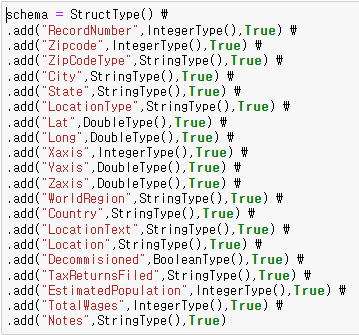 schema = StructType() ₩
.add("RecordNumber",IntegerType(),True) ₩
.add("Zipcode",IntegerType(),True) ₩
.add("ZipCodeType",StringType(),True) ₩
.add("City",StringType(),True) ₩
.add("State",StringType(),True) ₩
.add("LocationType",StringType(),True) ₩
.add("Lat",DoubleType(),True) ₩
.add("Long",DoubleType(),True) ₩
.add("Xaxis",IntegerType(),True) ₩
.add("Yaxis",DoubleType(),True) ₩
.add("Zaxis",DoubleType(),True) ₩
.add("WorldRegion",StringType(),True) ₩
.add("Country",StringType(),True) ₩
.add("LocationText",StringType(),True) ₩
.add("Location",StringType(),True) ₩
.add("Decommisioned",BooleanType(),True) ₩
.add("TaxReturnsFiled",StringType(),True) ₩
.add("EstimatedPopulation",IntegerType(),True) ₩
.add("TotalWages",IntegerType(),True) ₩
.add("Notes",StringType(),True)